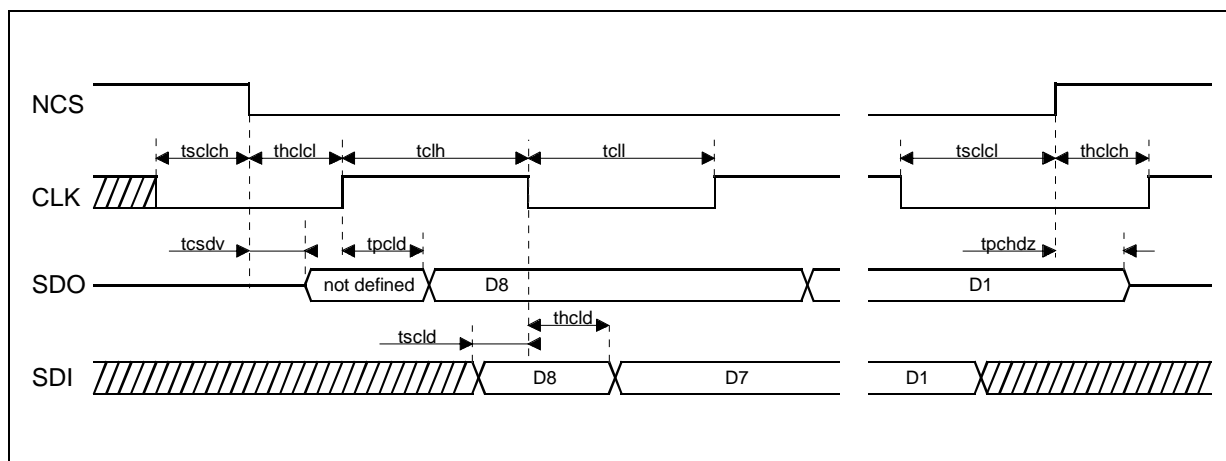 NCS
tsclch thclcl tclh tcll tsclcl thclch
CLK
tcsdv tpcld tpchdz
SDO not defined D8 D1
tscld thcld
SDI D8 D7 D1